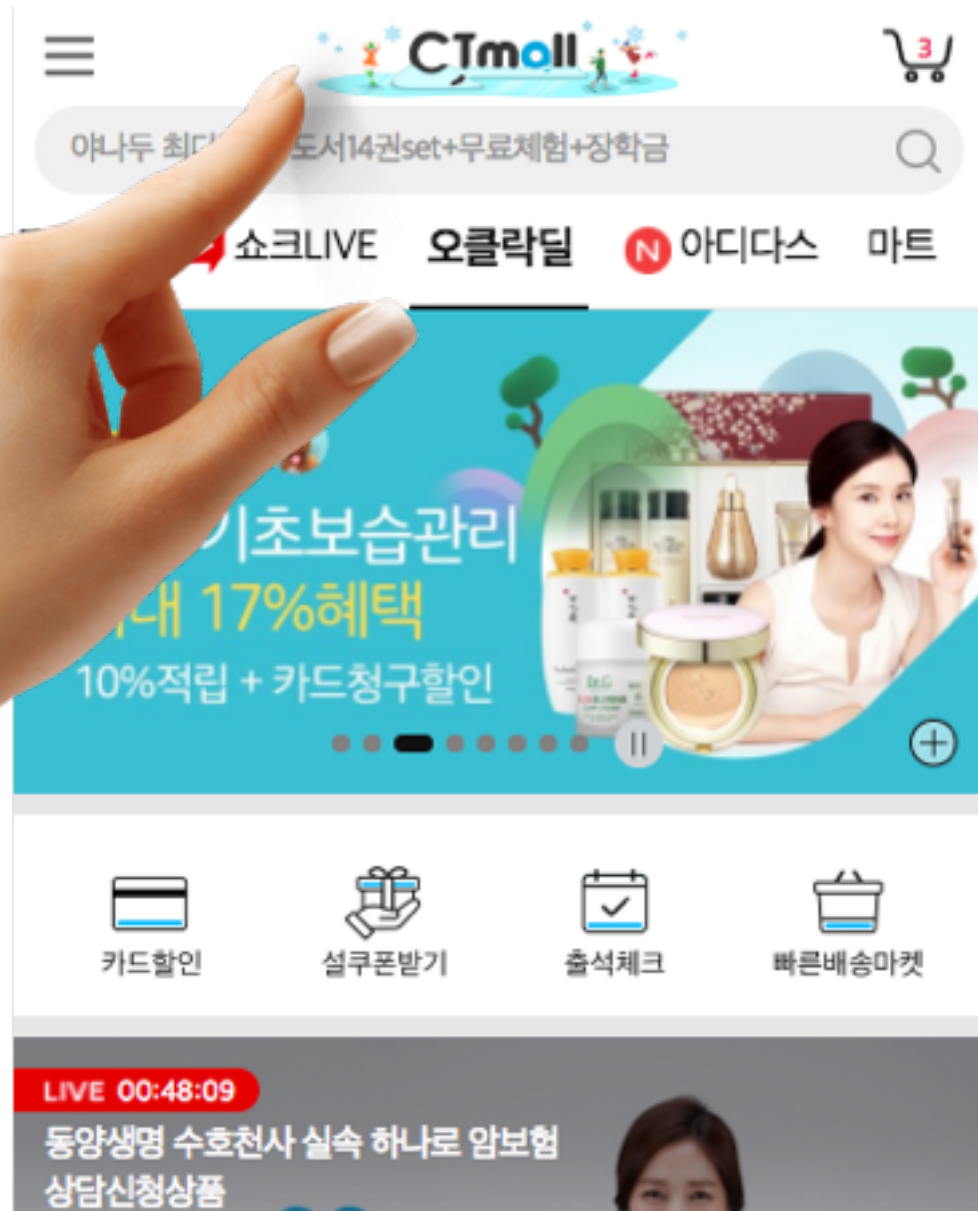 CJmall
3
야나두 도서14권set+무료체험+장학금
쇼크LIVE 오클락딜 N 아디다스 마트
기초보습관리
17%혜택
10%적립 + 카드청구할인
Dr.G
카드할인 설쿠폰받기 출석체크 빠른배송마켓
LIVE 00:48:09
동양생명 수호천사 실속 하나로 암보험
상담신청상품